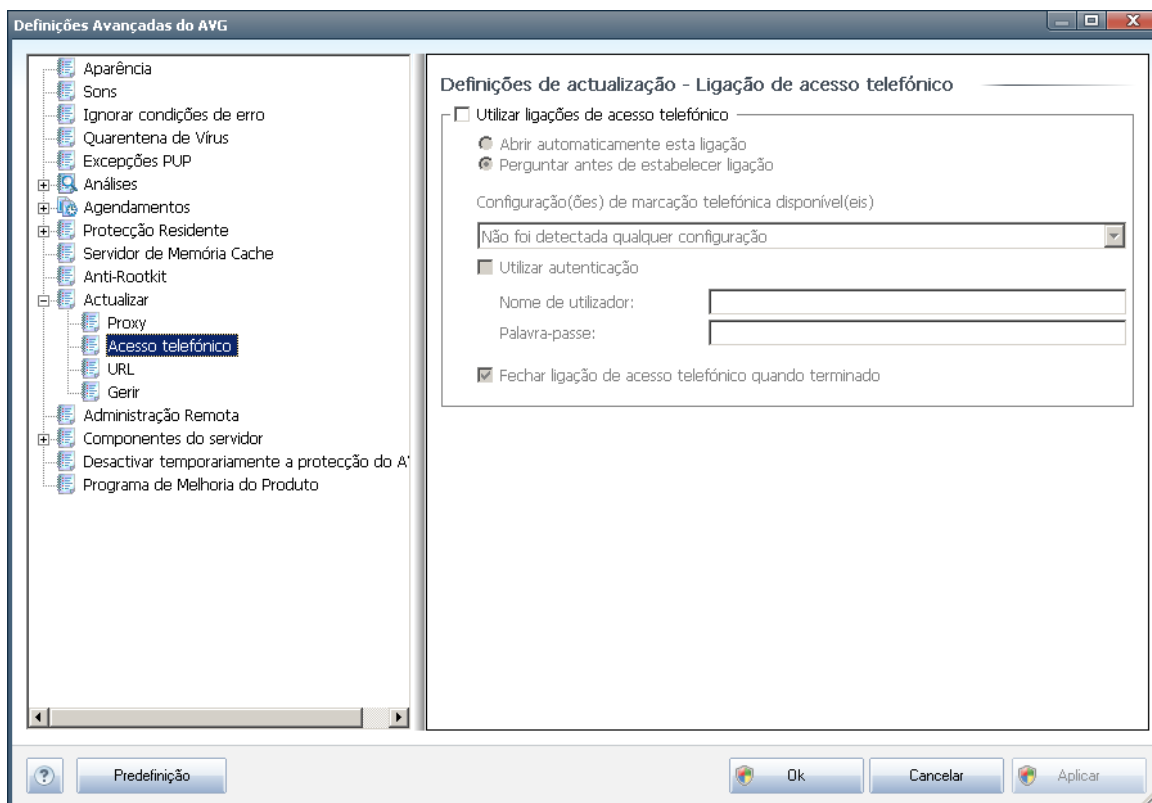 Definições Avançadas do AVG
Aparência
Sons
Ignorar condições de erro
Quarentena de Vírus
Excepções PUP
Análises
Agendamentos
Protecção Residente
Servidor de Memória Cache
Anti-Rootkit
Actualizar
Proxy
Acesso telefónico
URL
Gerir
Administração Remota
Componentes do servidor
Desactivar temporariamente a protecção do A
Programa de Melhoria do Produto
Definições de actualização - Ligação de acesso telefónico
Utilizar ligações de acesso telefónico
Abrir automaticamente esta ligação
Perguntar antes de estabelecer ligação
Configuração(ões) de marcação telefónica disponível(eis)
Não foi detectada qualquer configuração
Utilizar autenticação
Nome de utilizador:
Palavra-passe:
Fechar ligação de acesso telefónico quando terminado
? Predefinição Ok Cancelar Aplicar